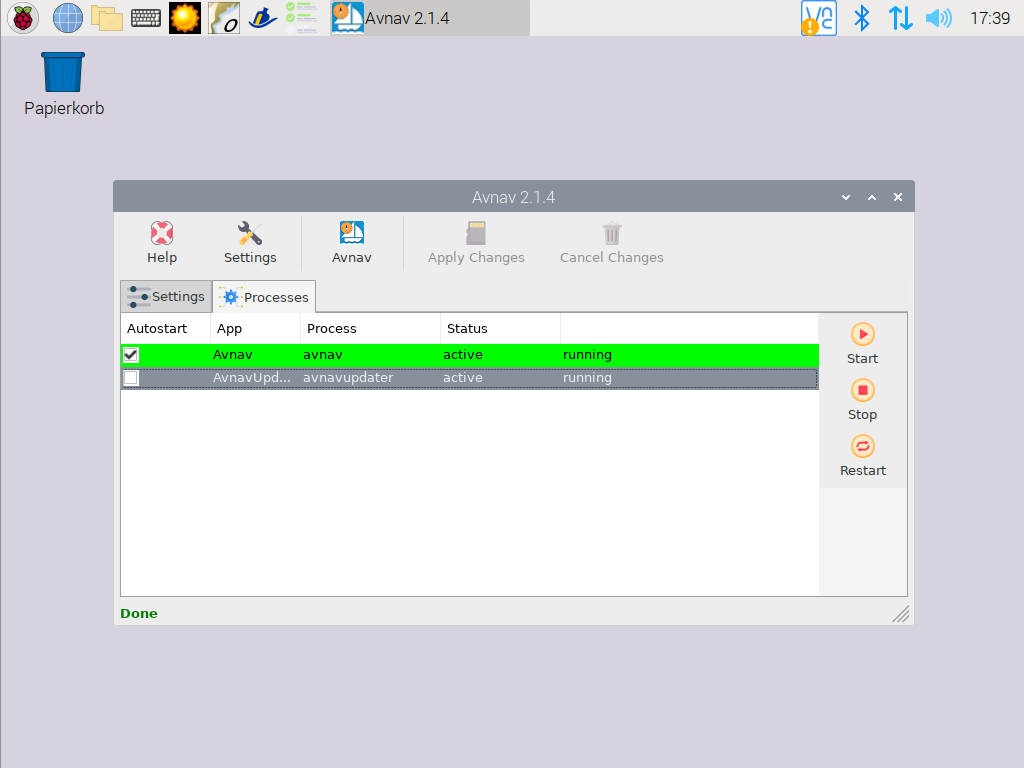 Avnav 2.1.4
17:39
Papierkorb
Avnav 2.1.4
Help Settings Avnav Apply Changes Cancel Changes
Settings Processes
Autostart App Process Status
Avnav avnav active running
AvnavUpd... avnavupdater active running
Start
Stop
Restart
Done